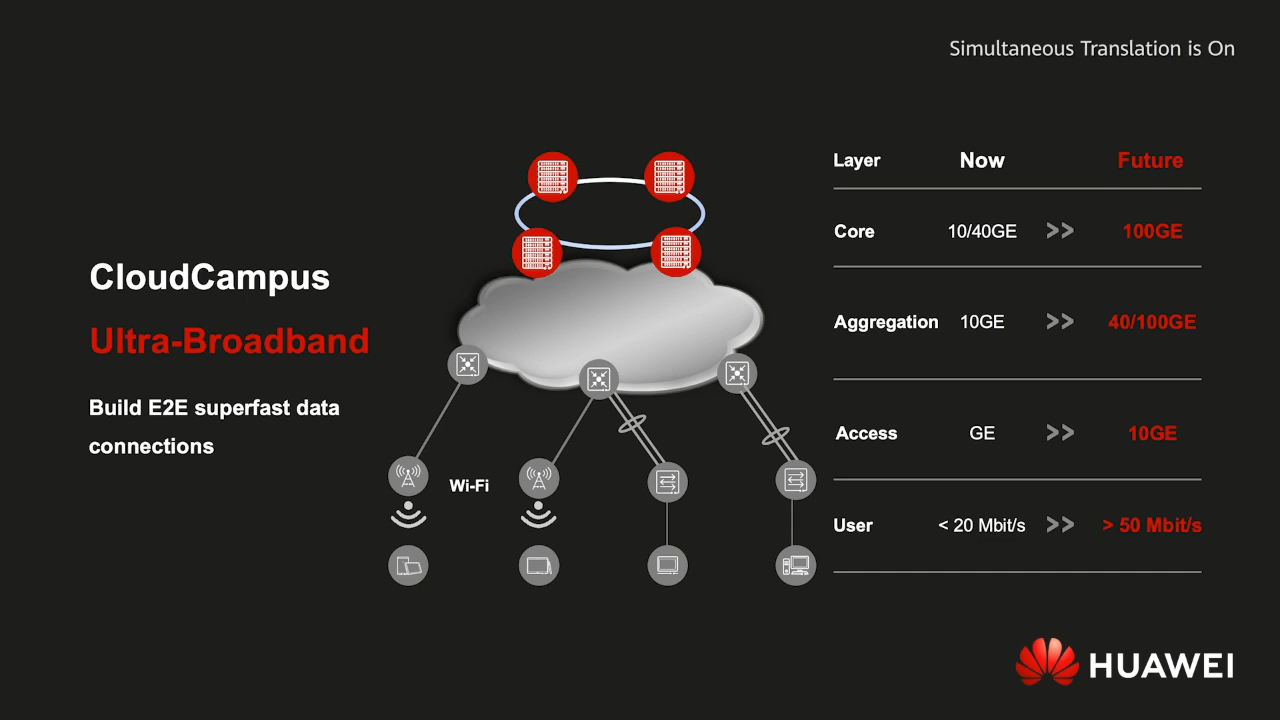 Simultaneous Translation is On
CloudCampus
Ultra-Broadband
Build E2E superfast data
connections
Wi-Fi
Layer Now Future
Core 10/40GE >> 100GE
Aggregation 10GE >> 40/100GE
Access GE >> 10GE
User < 20 Mbit/s >> > 50 Mbit/s
HUAWEI